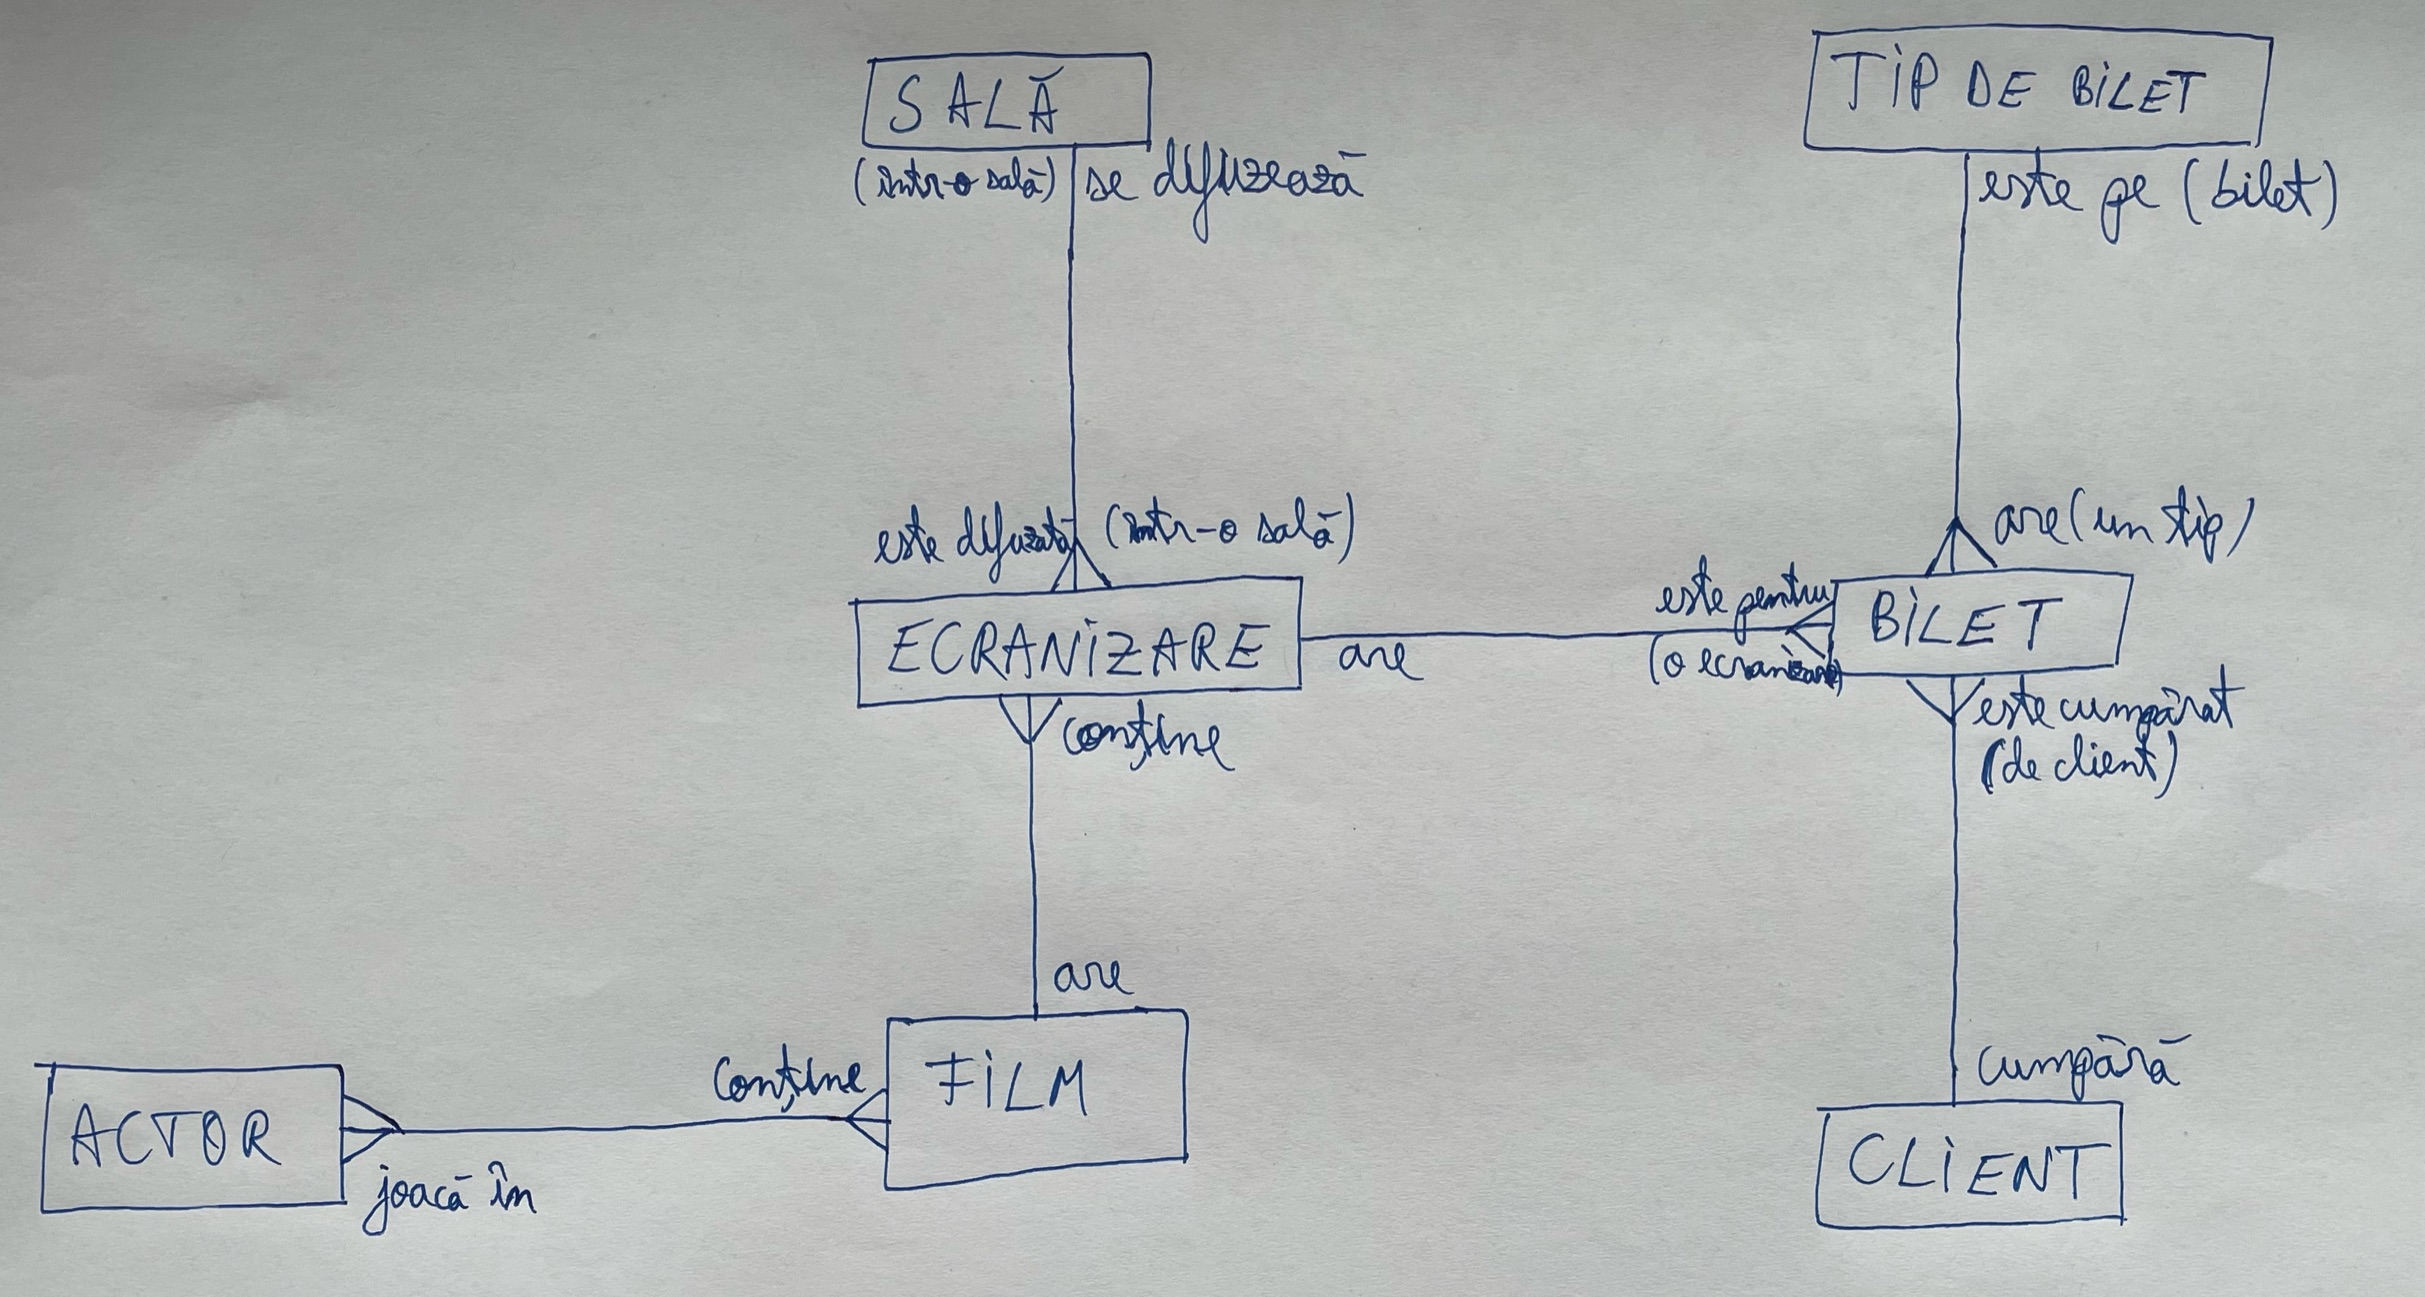 SALĂ
TIP DE BILET
(într-o sală) se difuzează
este pe (bilet)
este difuzată (într-o sală)
are (un tip)
este pentru
(o ecranizare)
ECRANIZARE
are
BILET
conține
este cumpărat
(de client)
are
conține
FILM
cumpără
ACTOR
joacă în
CLIENT